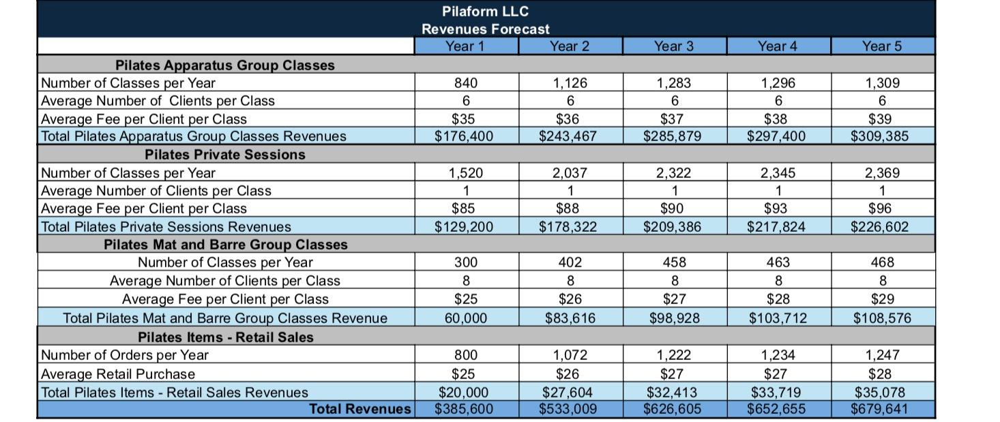 Pilaform LLC
Revenues Forecast
Year 1 Year 2 Year 3 Year 4 Year 5
Pilates Apparatus Group Classes
Number of Classes per Year 840 1,126 1,283 1,296 1,309
Average Number of Clients per Class 6 6 6 6 6
Average Fee per Client per Class $35 $36 $37 $38 $39
Total Pilates Apparatus Group Classes Revenues $176,400 $243,467 $285,879 $297,400 $309,385
Pilates Private Sessions
Number of Classes per Year 1,520 2,037 2,322 2,345 2,369
Average Number of Clients per Class 1 1 1 1 1
Average Fee per Client per Class $85 $88 $90 $93 $96
Total Pilates Private Sessions Revenues $129,200 $178,322 $209,386 $217,824 $226,602
Pilates Mat and Barre Group Classes
Number of Classes per Year 300 402 458 463 468
Average Number of Clients per Class 8 8 8 8 8
Average Fee per Client per Class $25 $26 $27 $28 $29
Total Pilates Mat and Barre Group Classes Revenue 60,000 $83,616 $98,928 $103,712 $108,576
Pilates Items - Retail Sales
Number of Orders per Year 800 1,072 1,222 1,234 1,247
Average Retail Purchase $25 $26 $27 $27 $28
Total Pilates Items - Retail Sales Revenues $20,000 $27,604 $32,413 $33,719 $35,078
Total Revenues $385,600 $533,009 $626,605 $652,655 $679,641